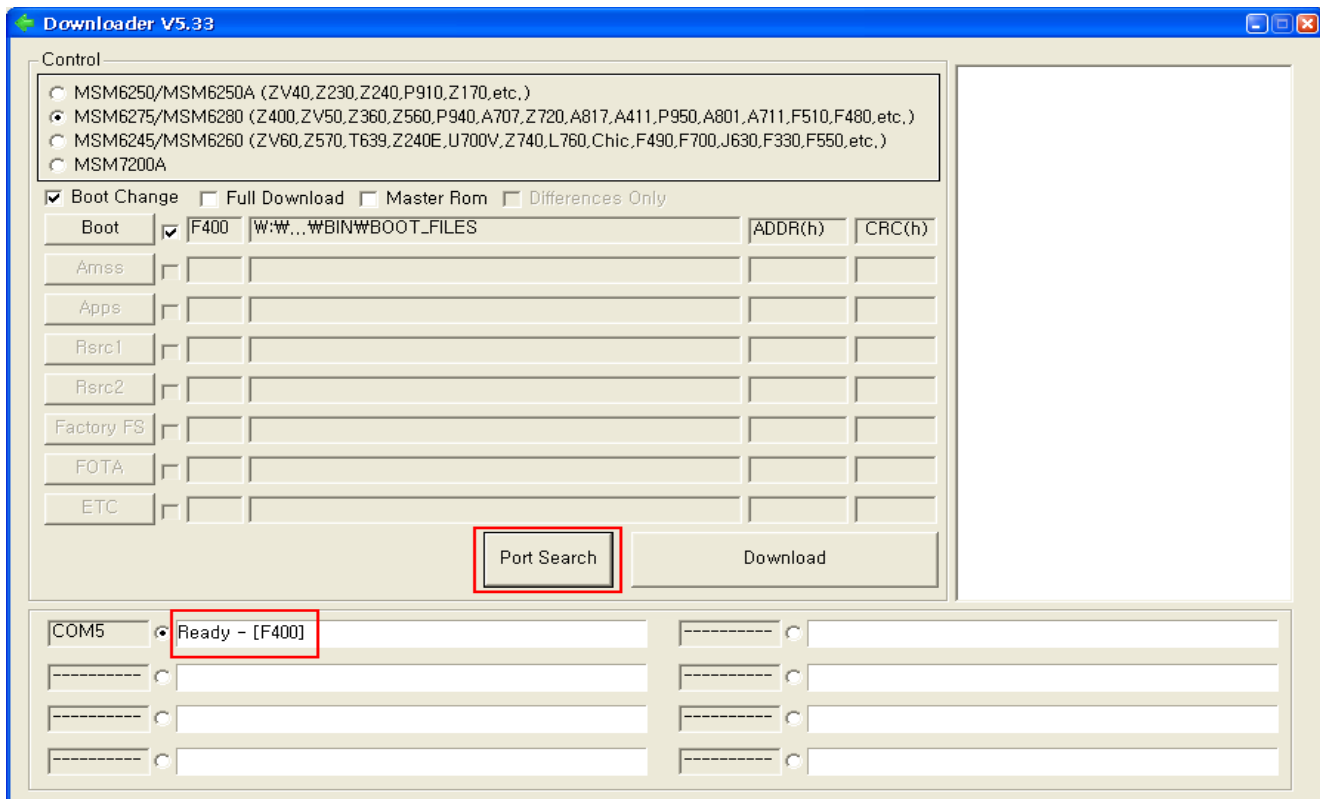 Downloader V5.33
Control
MSM6250/MSM6250A (ZV40,Z230,Z240,P910,Z170,etc,)
MSM6275/MSM6280 (Z400,ZV50,Z360,Z560,P940,A707,Z720,A817,A411,P950,A801,A711,F510,F480,etc,)
MSM6245/MSM6260 (ZV60,Z570,T639,Z240E,U700V,Z740,L760,Chic,F490,F700,J630,F330,F550,etc,)
MSM7200A
Boot Change Full Download Master Rom Differences Only
Boot F400 ₩:₩...₩BIN₩BOOT_FILES ADDR(h) CRC(h)
Amss
Apps
Rsrc1
Rsrc2
Factory FS
FOTA
ETC
Port Search Download
COM5 Ready - [F400] ----------
---------- ----------
---------- ----------
---------- ----------